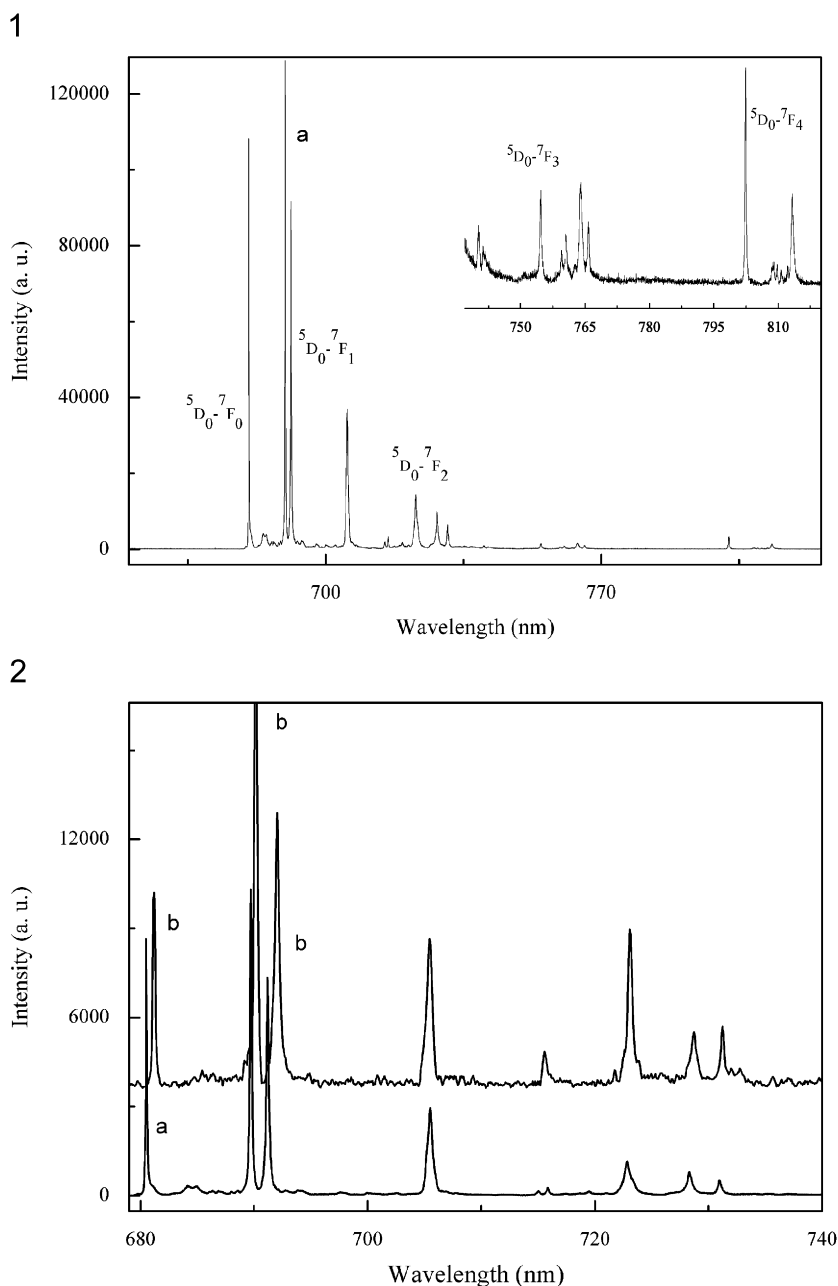 1
120000
80000
40000
0
Intensity (a. u.)
a
⁵D₀-⁷F₀
⁵D₀-⁷F₁
⁵D₀-⁷F₂
⁵D₀-⁷F₃
⁵D₀-⁷F₄
750 765 780 795 810
700 770
Wavelength (nm)
2
12000
6000
0
Intensity (a. u.)
b
b
b
a
680 700 720 740
Wavelength (nm)